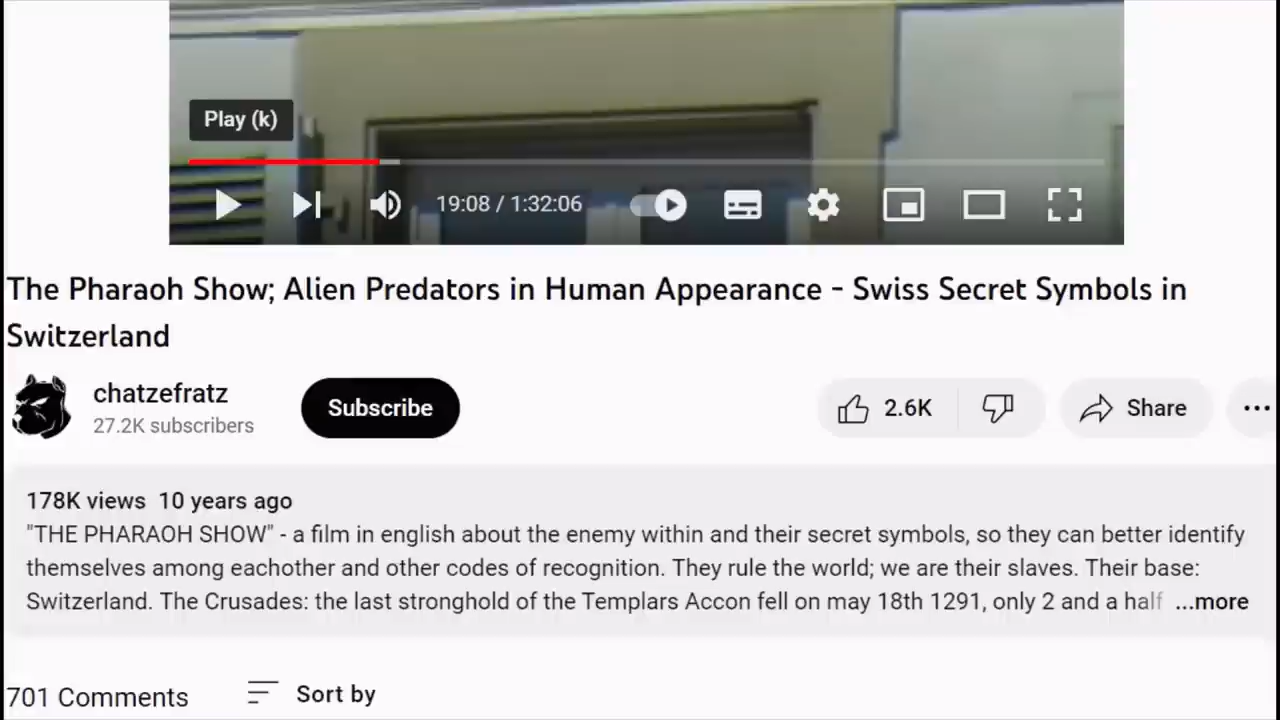 Play (k)
19:08 / 1:32:06
The Pharaoh Show; Alien Predators in Human Appearance - Swiss Secret Symbols in
Switzerland
chatzefratz
27.2K subscribers
Subscribe
2.6K
Share
178K views 10 years ago
"THE PHARAOH SHOW" - a film in english about the enemy within and their secret symbols, so they can better identify
themselves among eachother and other codes of recognition. They rule the world; we are their slaves. Their base:
Switzerland. The Crusades: the last stronghold of the Templars Accon fell on may 18th 1291, only 2 and a half ...more
701 Comments
Sort by